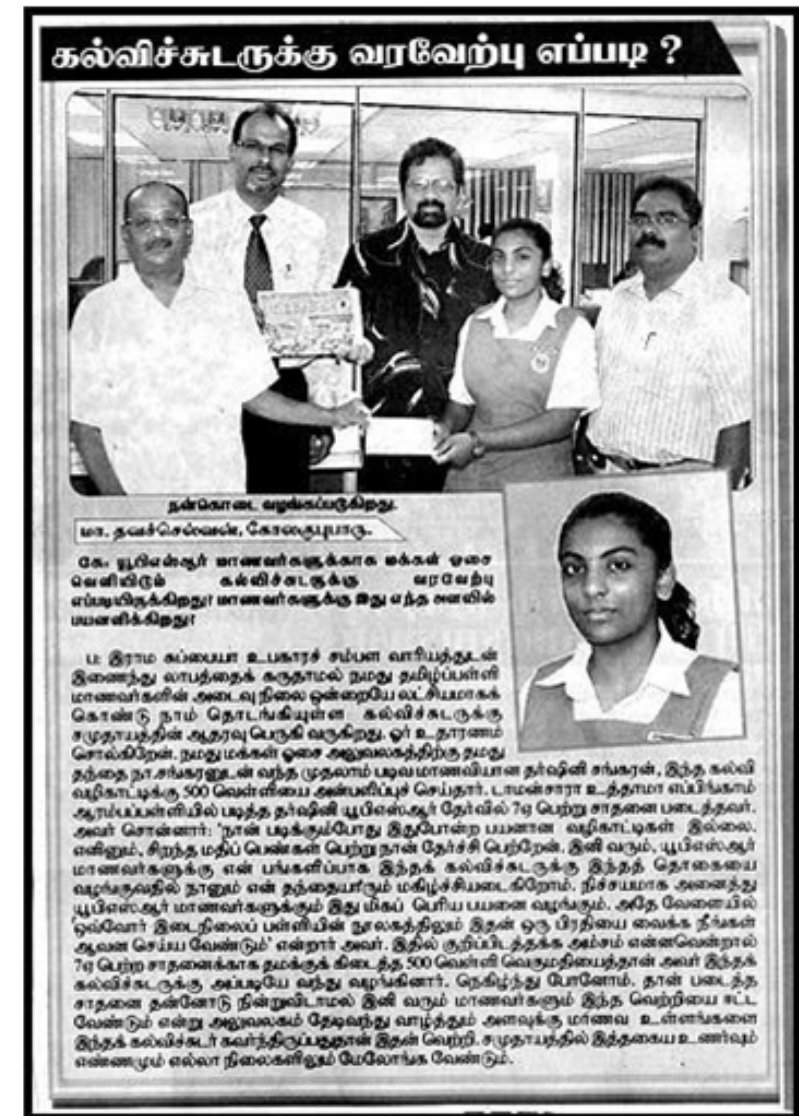 கல்விச்சுடருக்கு வரவேற்பு எப்படி ?
நன்கொடை வழங்கப்படுகிறது.
மா. தவச்செல்வன், கோலகுபுபாரு.
கே: யூபிஎஸ்ஆர் மாணவர்களுக்காக மக்கள் ஓசை
வெளியிடும் கல்விச்சுடருக்கு வரவேற்பு
எப்படியிருக்கிறது? மாணவர்களுக்கு இது எந்த அளவில்
பயனளிக்கிறது?
ப: இராம சுப்பையா உபகாரச் சம்பள வாரியத்துடன்
இணைந்து லாபத்தைக் கருதாமல் நமது தமிழ்ப்பள்ளி
மாணவர்களின் அடைவு நிலை ஒன்றையே லட்சியமாகக்
கொண்டு நாம் தொடங்கியுள்ள கல்விச்சுடருக்கு
சமுதாயத்தின் ஆதரவு பெருகி வருகிறது. ஓர் உதாரணம்
சொல்கிறேன். நமது மக்கள் ஓசை அலுவலகத்திற்கு தமது
தந்தை நா.சங்கரனுடன் வந்த முதலாம் படிவ மாணவியான தர்ஷினி சங்கரன், இந்த கல்வி
வழிகாட்டிக்கு 500 வெள்ளியை அன்பளிப்புச் செய்தார். டாமன்சாரா உத்தாமா எப்பிங்காம்
ஆரம்பப்பள்ளியில் படித்த தர்ஷினி யூபிஎஸ்ஆர் தேர்வில் 7ஏ பெற்று சாதனை படைத்தவர்.
அவர் சொன்னார்: 'நான் படிக்கும்போது இதுபோன்ற பயனான வழிகாட்டிகள் இல்லை.
எனினும், சிறந்த மதிப் பெண்கள் பெற்று நான் தேர்ச்சி பெற்றேன். இனி வரும், யூபிஎஸ்ஆர்
மாணவர்களுக்கு என் பங்களிப்பாக இந்தக் கல்விச்சுடருக்கு இந்தத் தொகையை
வழங்குவதில் நானும் என் தந்தையாரும் மகிழ்ச்சியடைகிறோம். நிச்சயமாக அனைத்து
யூபிஎஸ்ஆர் மாணவர்களுக்கும் இது மிகப் பெரிய பயனை வழங்கும். அதே வேளையில்
'ஒவ்வோர் இடைநிலைப் பள்ளியின் நூலகத்திலும் இதன் ஒரு பிரதியை வைக்க நீங்கள்
ஆவன செய்ய வேண்டும்' என்றார் அவர். இதில் குறிப்பிடத்தக்க அம்சம் என்னவென்றால்
7ஏ பெற்ற சாதனைக்காக தமக்குக் கிடைத்த 500 வெள்ளி வெகுமதியைத்தான் அவர் இந்தக்
கல்விச்சுடருக்கு அப்படியே வந்து வழங்கினார். நெகிழ்ந்து போனோம். தான் படைத்த
சாதனை தன்னோடு நின்றுவிடாமல் இனி வரும் மாணவர்களும் இந்த வெற்றியை எட்ட
வேண்டும் என்று அலுவலகம் தேடிவந்து வாழ்த்தும் அளவுக்கு மாணவ உள்ளங்களை
இந்தக் கல்விச்சுடர் கவர்ந்திருப்பதுதான் இதன் வெற்றி. சமுதாயத்தில் இத்தகைய உணர்வும்
எண்ணமும் எல்லா நிலைகளிலும் மேலோங்க வேண்டும்.